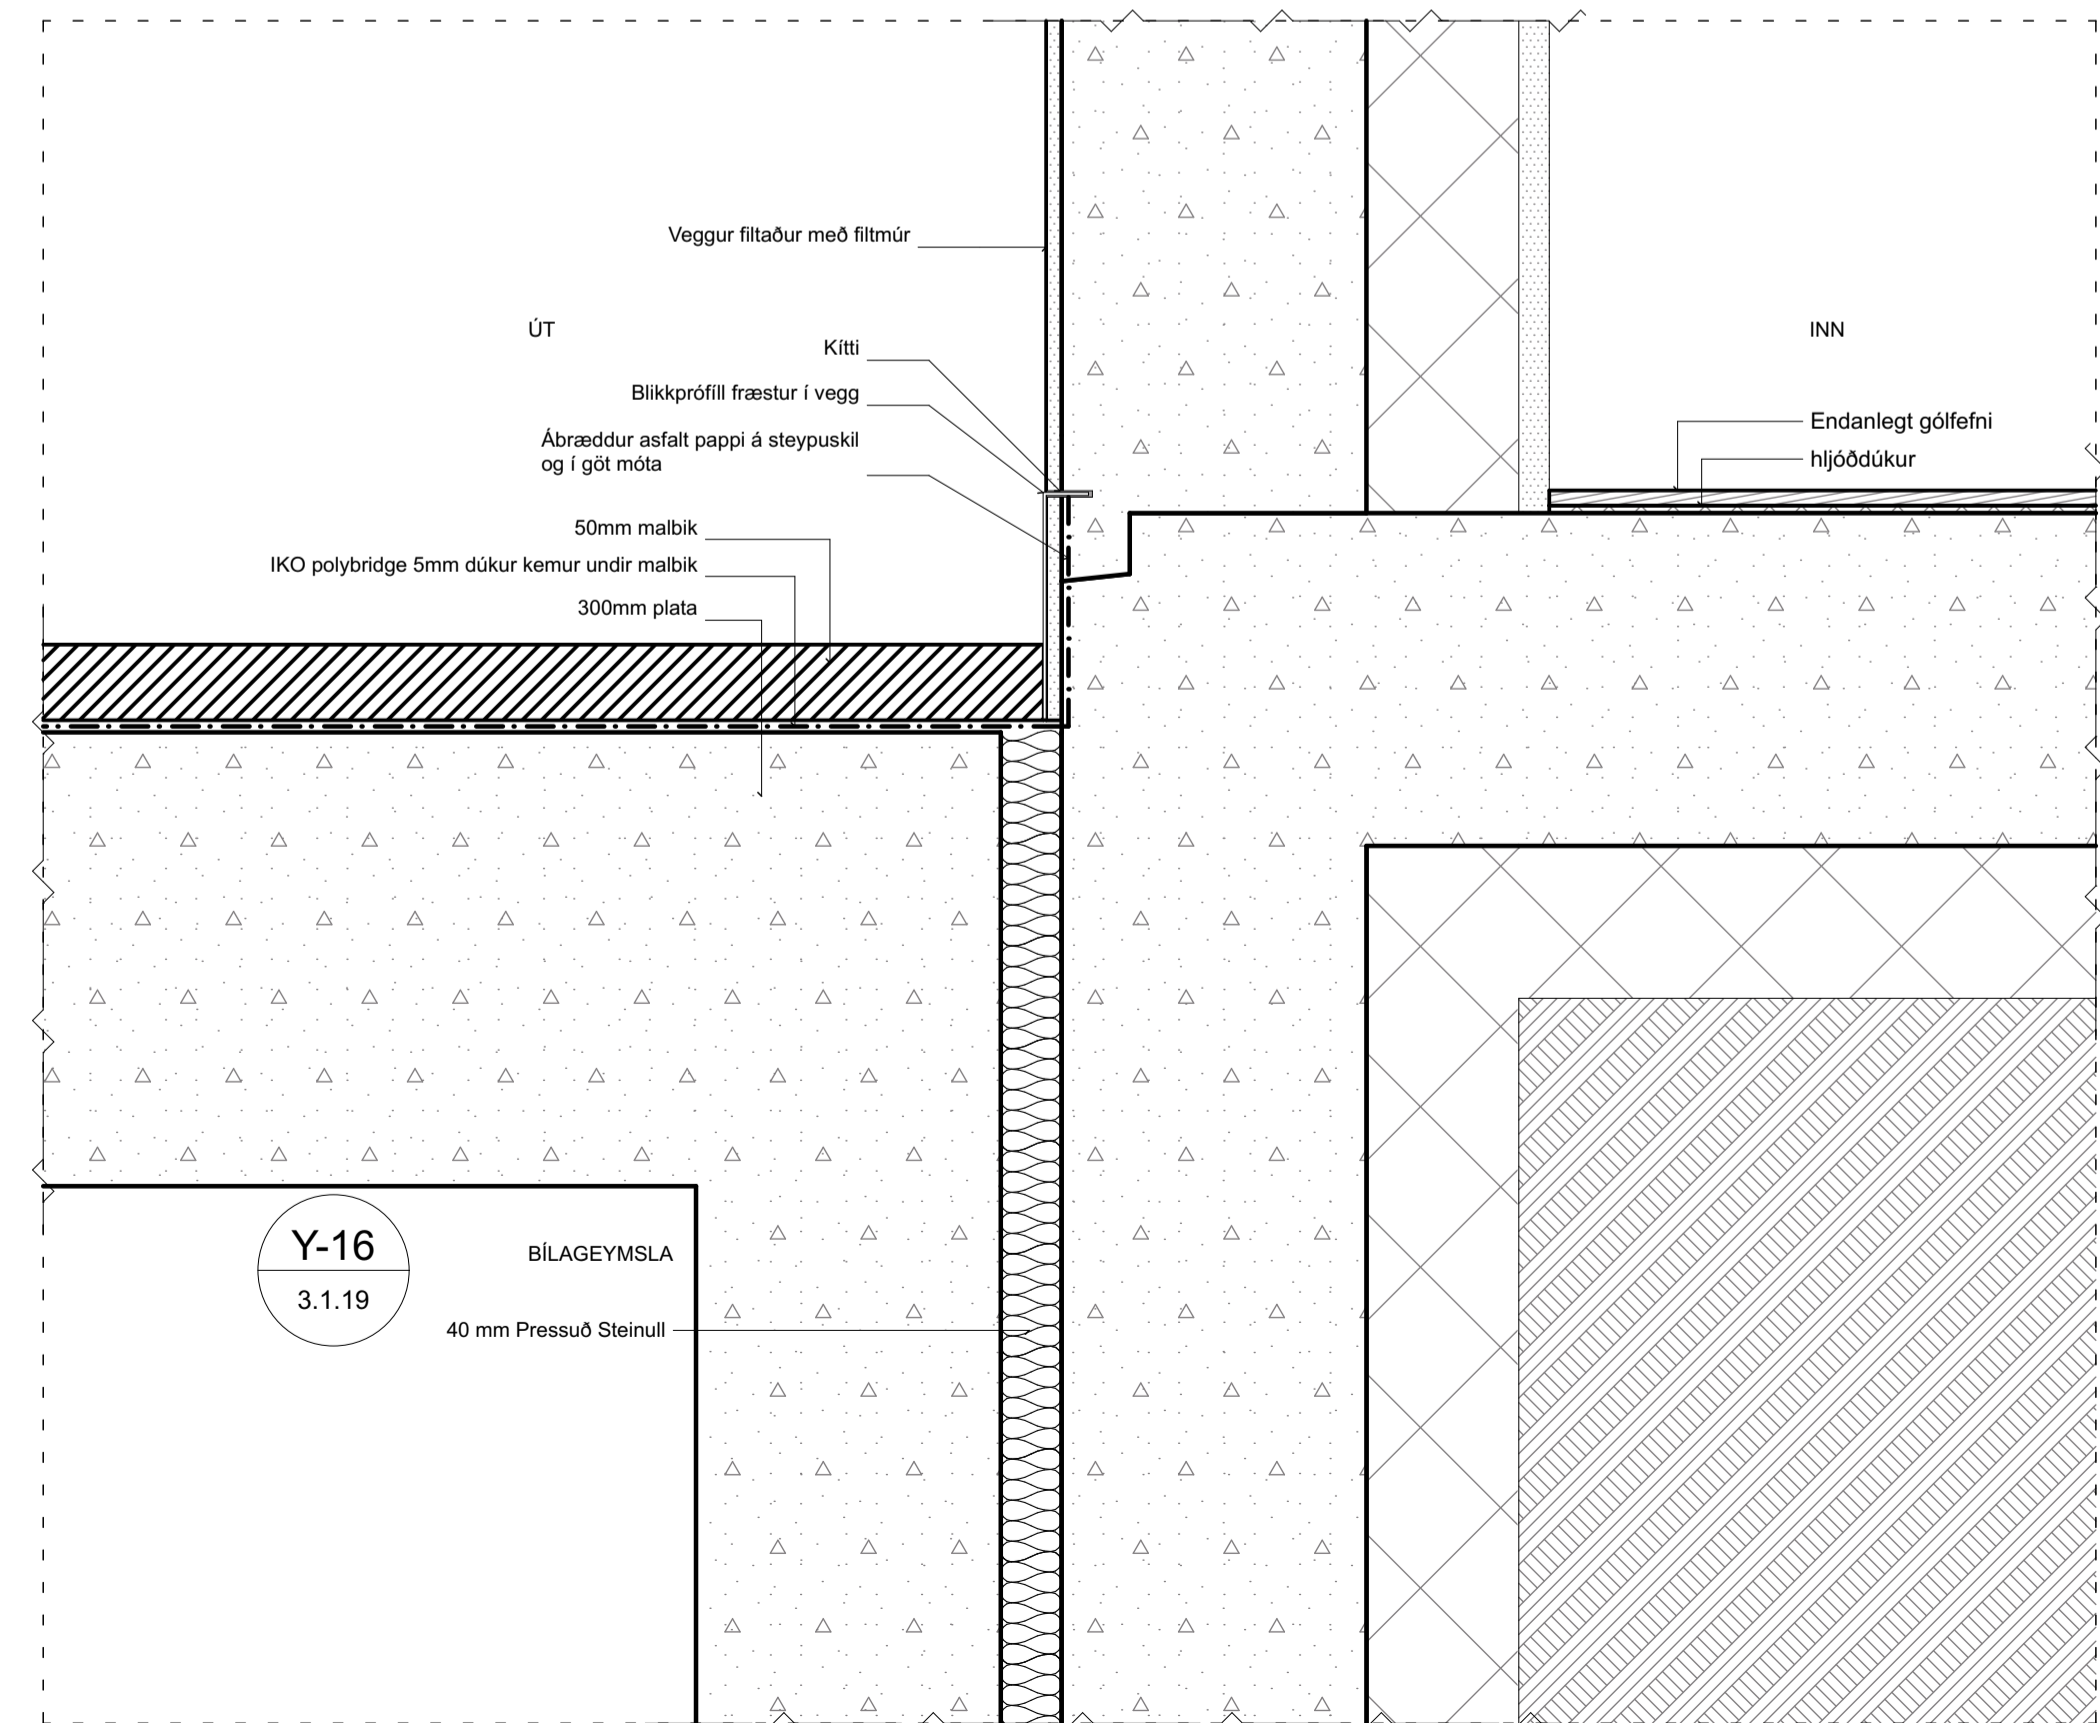 Veggur filtaður með filtmúr
ÚT
INN
Kítti
Blikkprófíll fræstur í vegg
Ábræddur asfalt pappi á steypuskil
og í göt móta
Endanlegt gólfefni
hljóðdúkur
50mm malbik
IKO polybridge 5mm dúkur kemur undir malbik
300mm plata
Y-16
3.1.19
BÍLAGEYMSLA
40 mm Pressuð Steinull